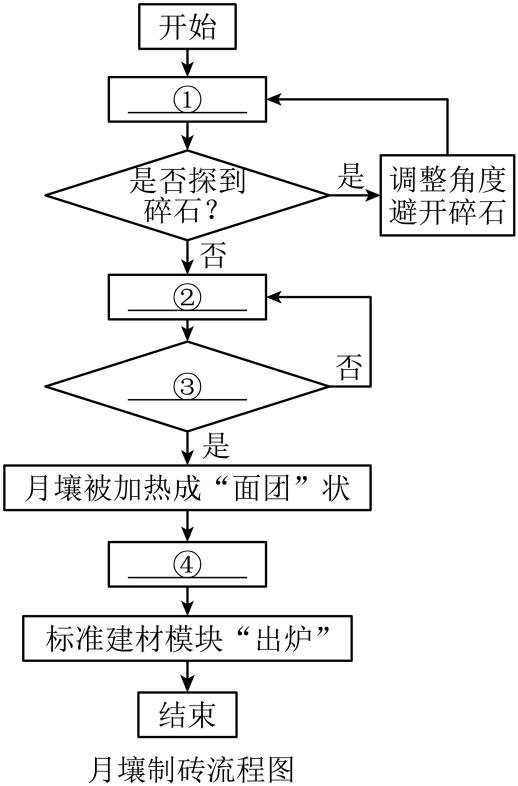 开始
①
是否探到
碎石？
是
调整角度
避开碎石
否
②
③
否
是
月壤被加热成“面团”状
④
标准建材模块“出炉”
结束
月壤制砖流程图